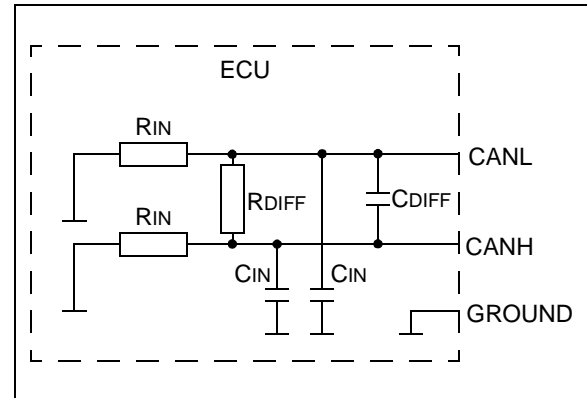 ECU
RIN
CANL
RDIFF
CDIFF
RIN
CANH
CIN
CIN
GROUND